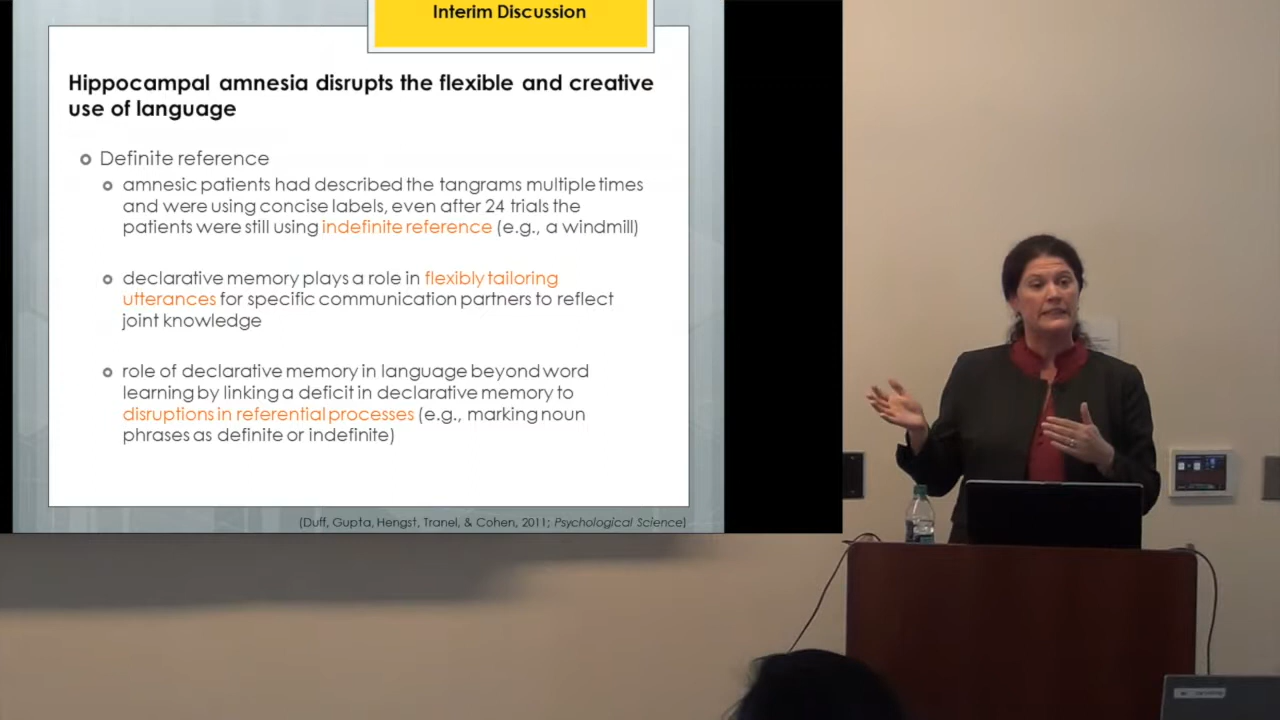 Interim Discussion
Hippocampal amnesia disrupts the flexible and creative
use of language
Definite reference
amnesic patients had described the tangrams multiple times
and were using concise labels, even after 24 trials the
patients were still using indefinite reference (e.g., a windmill)
declarative memory plays a role in flexibly tailoring
utterances for specific communication partners to reflect
joint knowledge
role of declarative memory in language beyond word
learning by linking a deficit in declarative memory to
disruptions in referential processes (e.g., marking noun
phrases as definite or indefinite)
(Duff, Gupta, Hengst, Tranel, & Cohen, 2011; Psychological Science)